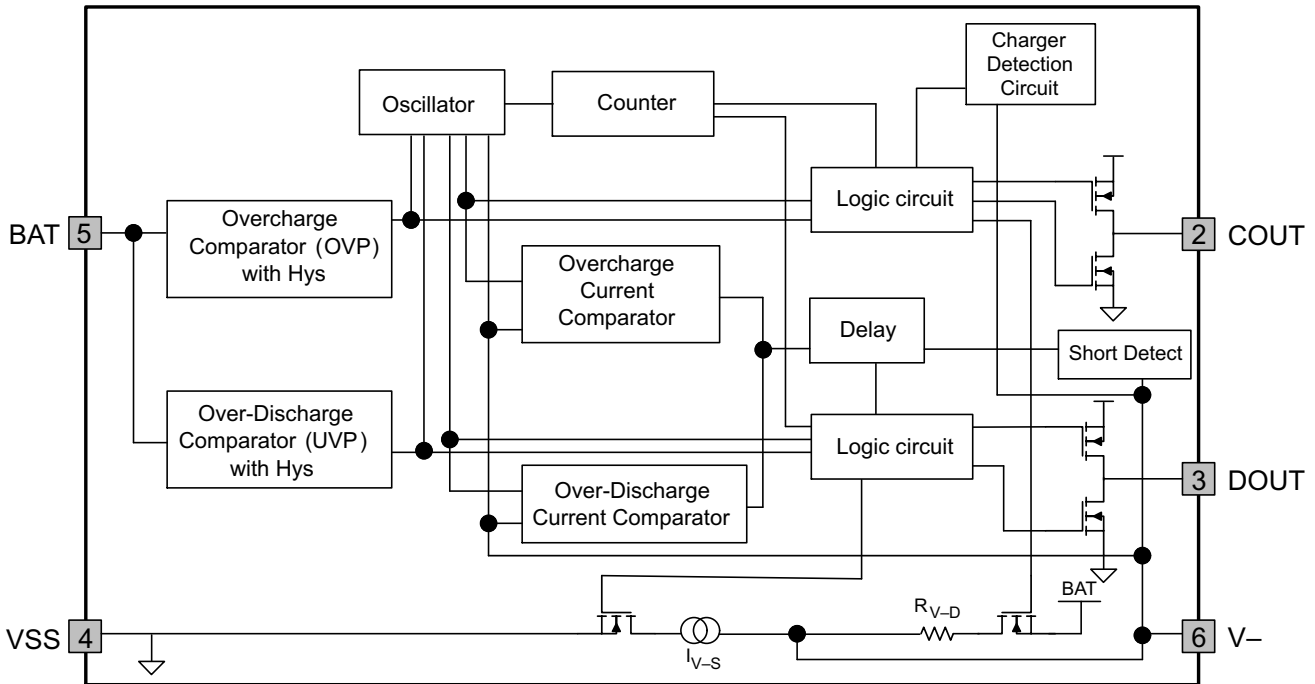 Charger
Detection
Circuit
Oscillator
Counter
Logic circuit
BAT 5
Overcharge
Comparator (OVP)
with Hys
2 COUT
Overcharge
Current
Comparator
Delay
Short Detect
Over-Discharge
Comparator (UVP)
with Hys
Logic circuit
3 DOUT
Over-Discharge
Current Comparator
BAT
RV–D
VSS 4
IV–S
6 V–